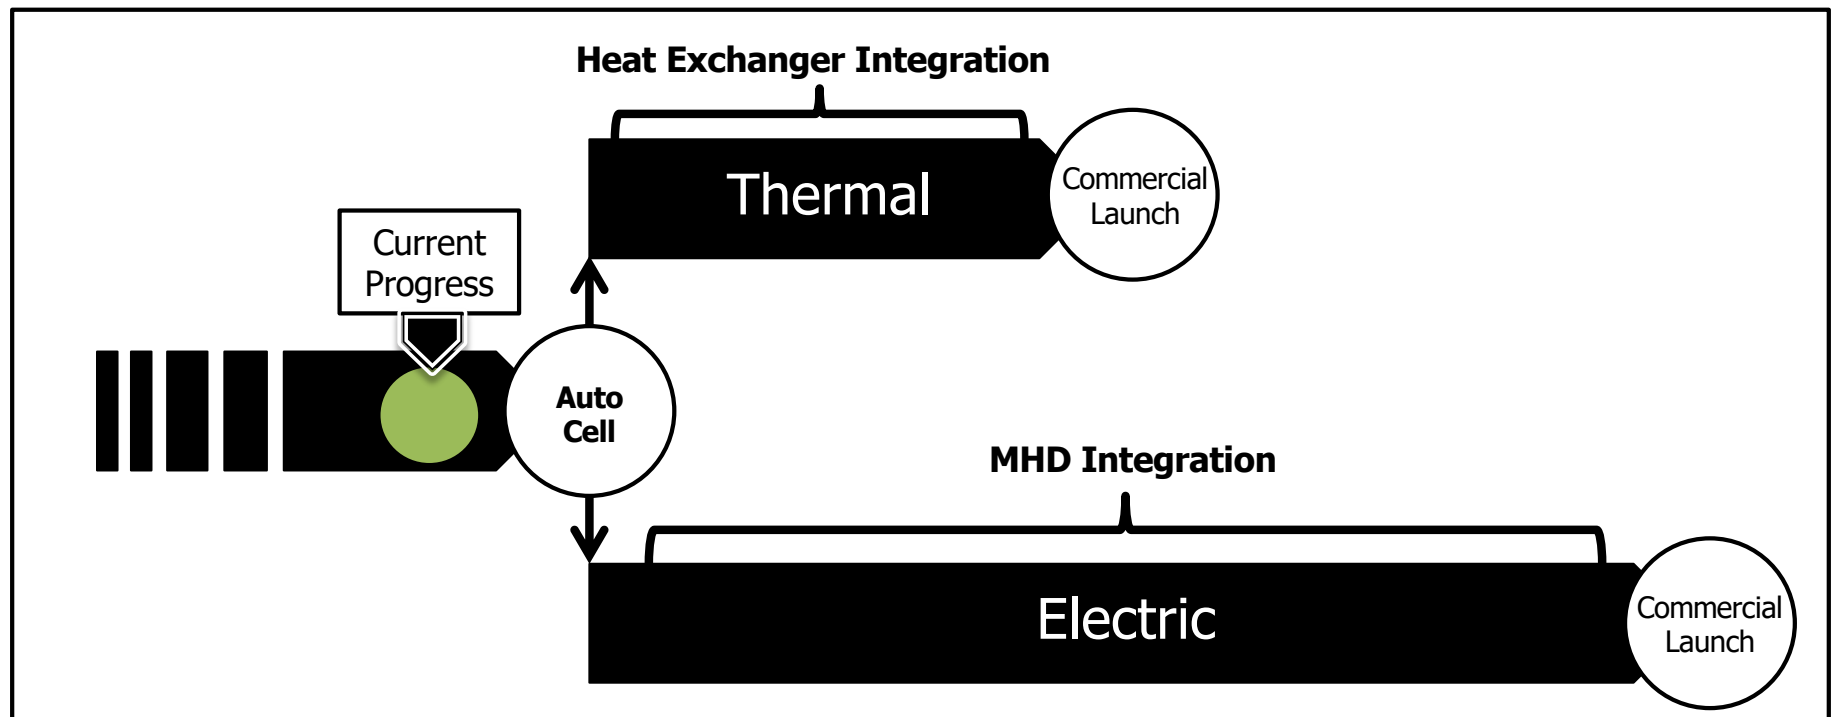 Heat Exchanger Integration
Thermal
Commercial
Launch
Current
Progress
Auto
Cell
MHD Integration
Electric
Commercial
Launch